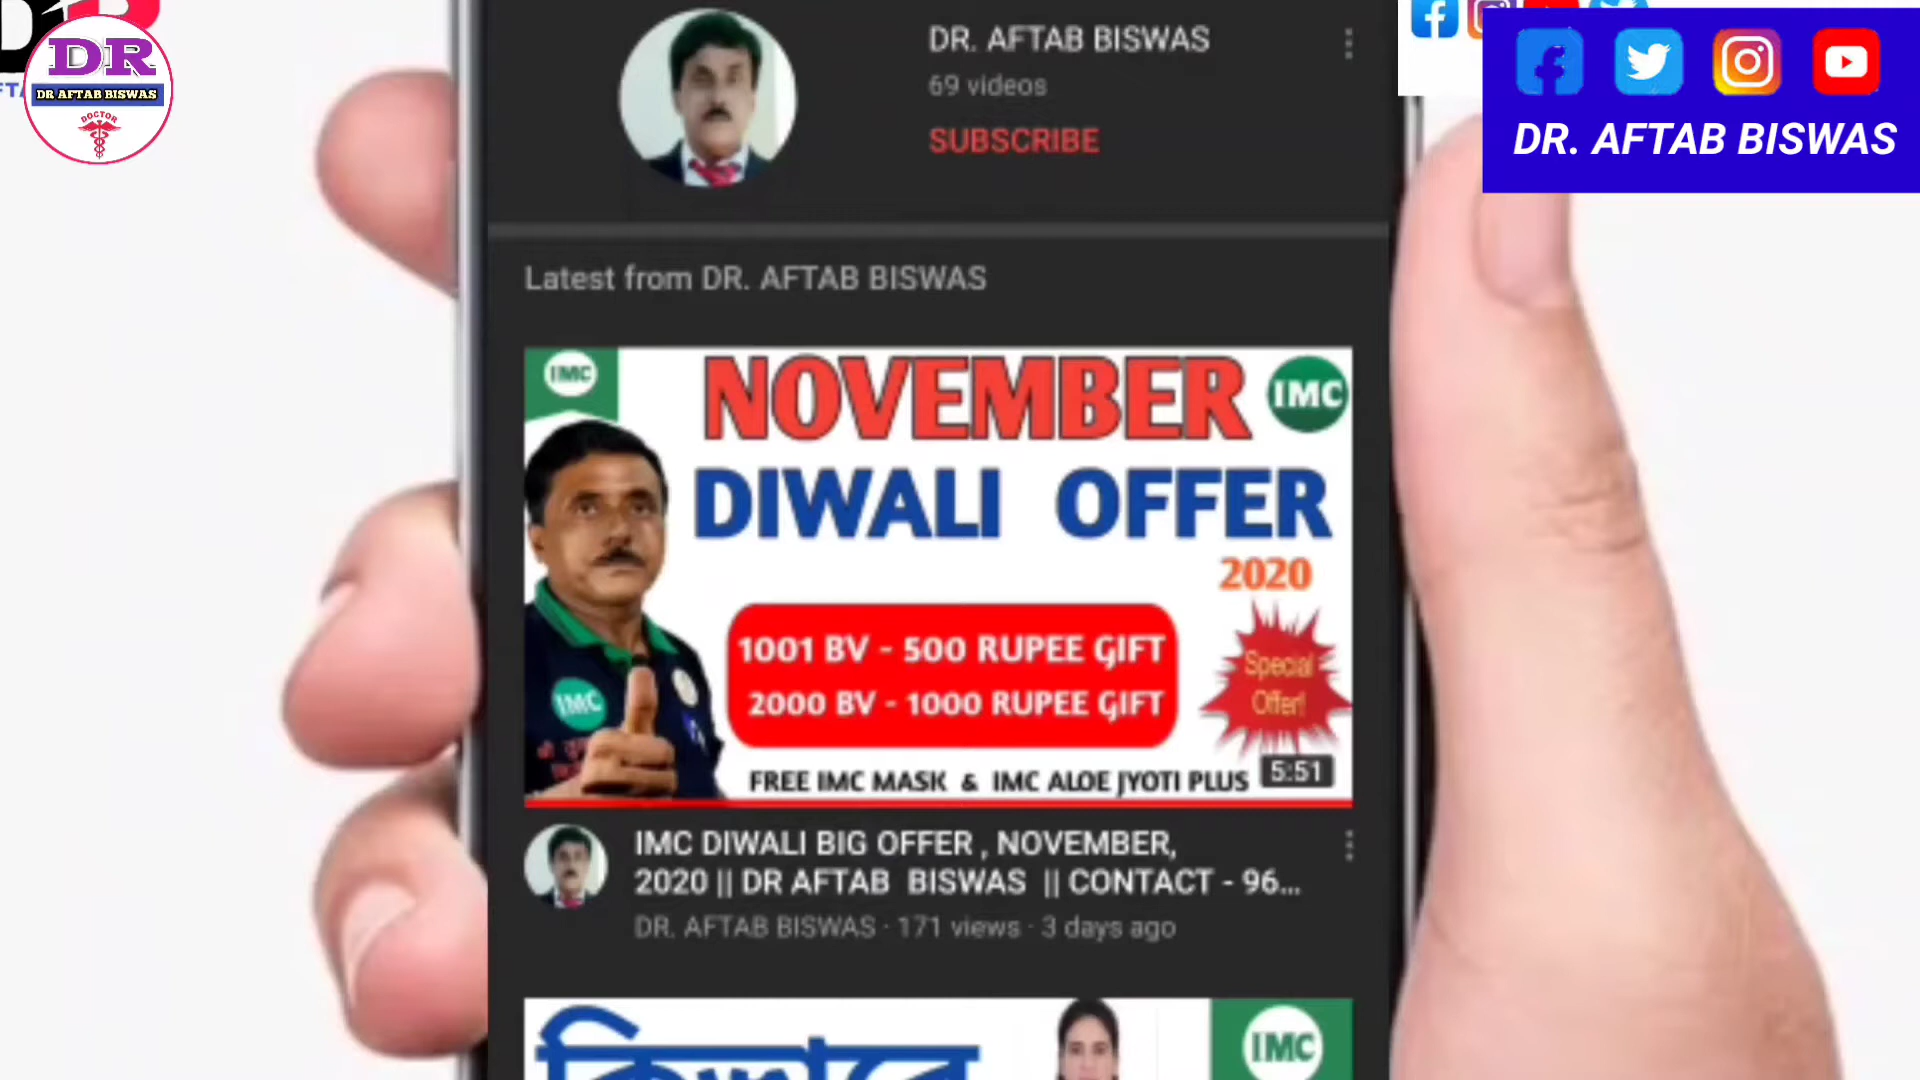 DR
DR AFTAB BISWAS
DOCTOR
DR. AFTAB BISWAS
DR. AFTAB BISWAS
69 videos
SUBSCRIBE
Latest from DR. AFTAB BISWAS
IMC
NOVEMBER
IMC
DIWALI OFFER
2020
1001 BV - 500 RUPEE GIFT
2000 BV - 1000 RUPEE GIFT
Special
Offer!
IMC
FREE IMC MASK & IMC ALOE JYOTI PLUS
5:51
IMC DIWALI BIG OFFER , NOVEMBER,
2020 || DR AFTAB BISWAS || CONTACT - 96...
DR. AFTAB BISWAS · 171 views · 3 days ago
IMC